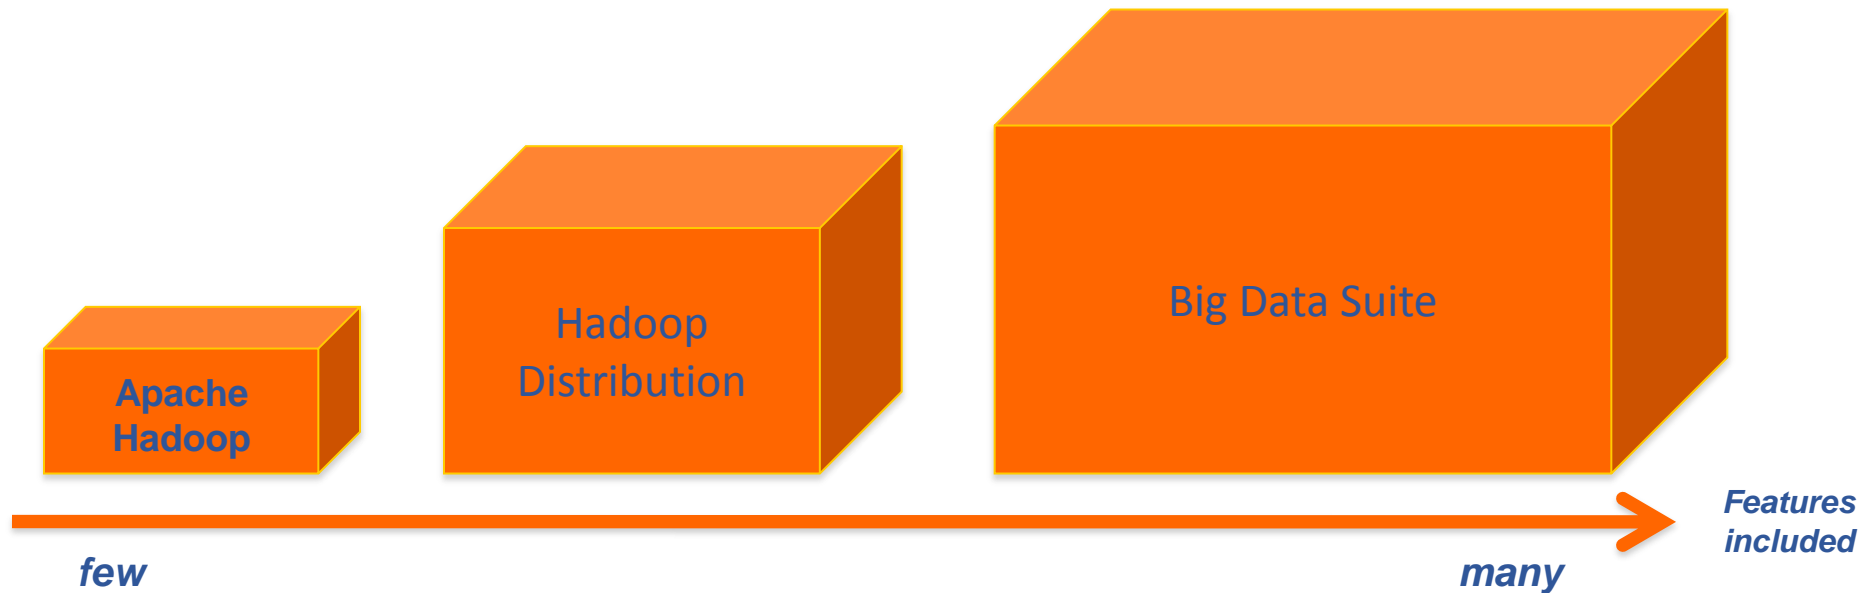 Apache
Hadoop
Hadoop
Distribution
Big Data Suite
Features
included
few
many